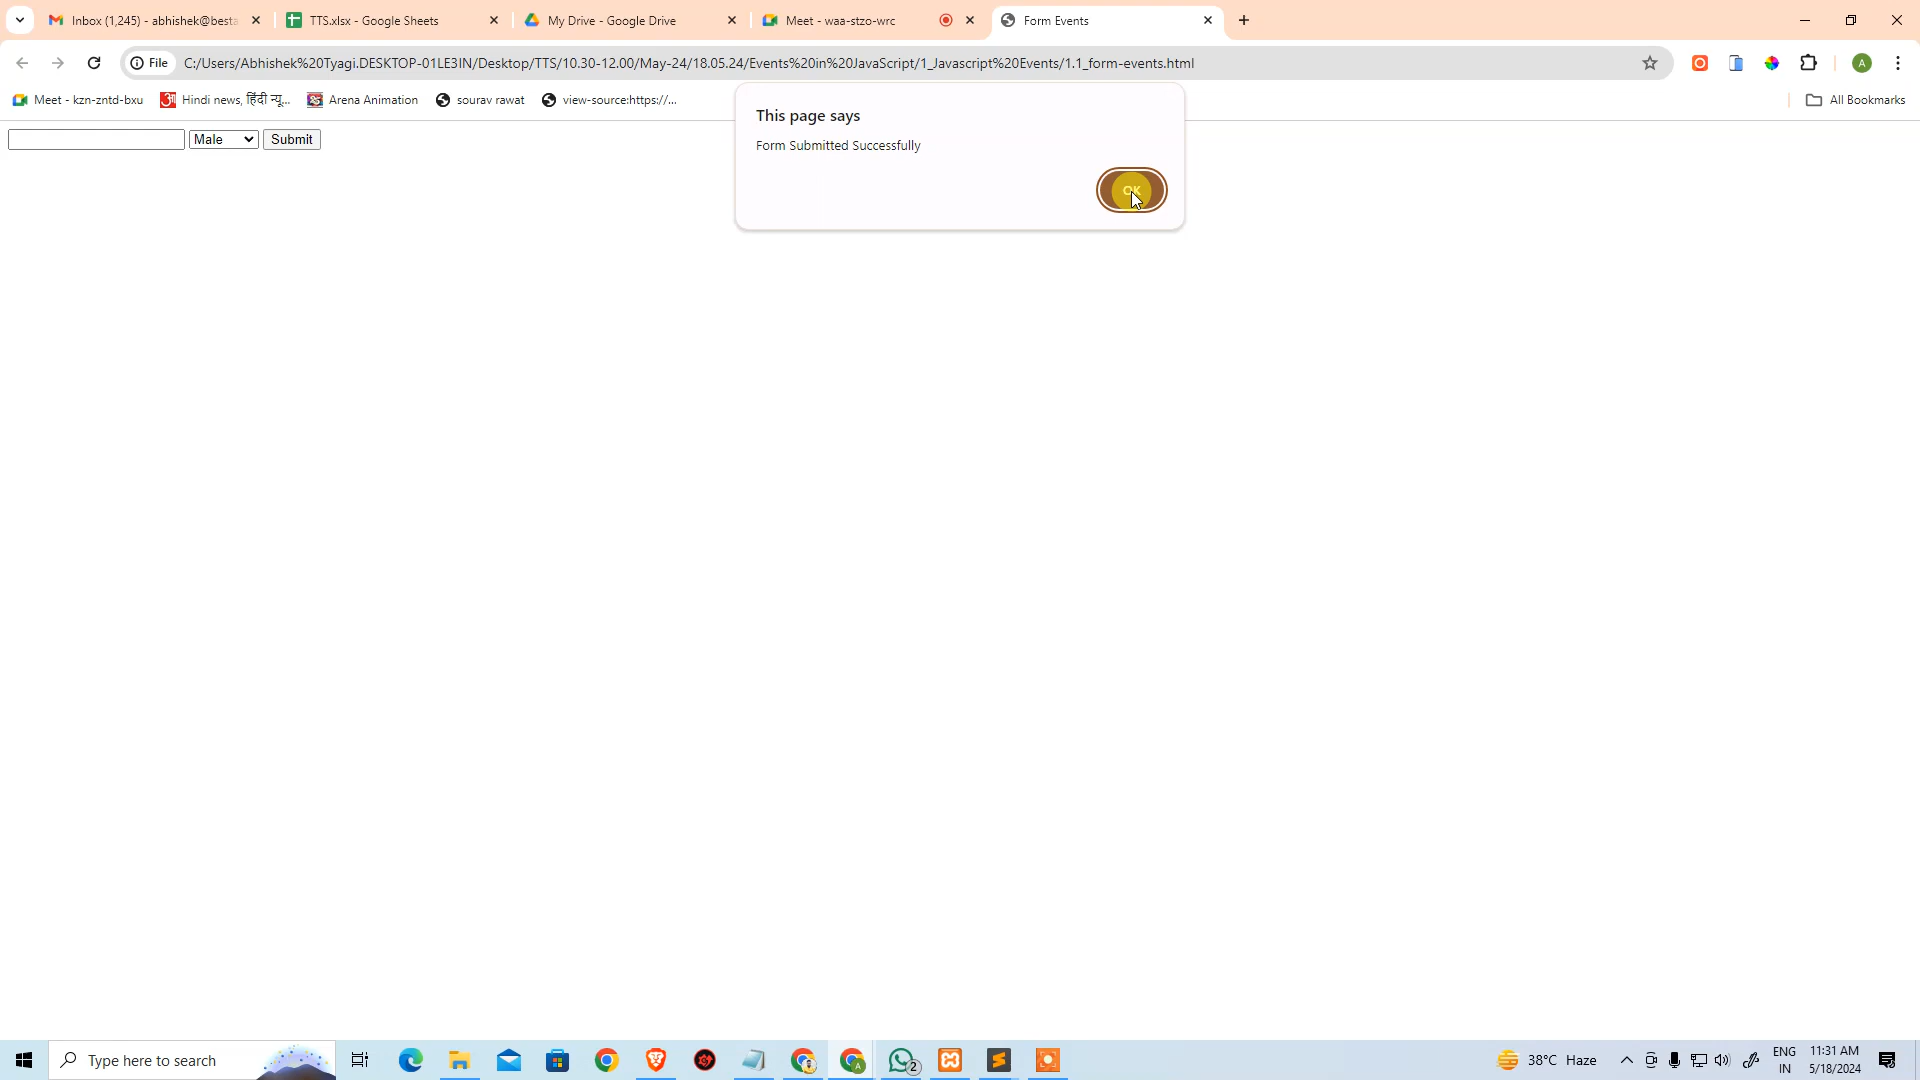 Inbox (1,245) - abhishek@besta
TTS.xlsx - Google Sheets
My Drive - Google Drive
Meet - waa-stzo-wrc
Form Events
File
C:/Users/Abhishek%20Tyagi.DESKTOP-01LE3IN/Desktop/TTS/10.30-12.00/May-24/18.05.24/Events%20in%20JavaScript/1_Javascript%20Events/1.1_form-events.html
A
Meet - kzn-zntd-bxu
Hindi news, हिंदी न्यू...
Arena Animation
sourav rawat
view-source:https://...
All Bookmarks
This page says
Form Submitted Successfully
OK
Male
Submit
Type here to search
A
2
38°C Haze
ENG
IN
11:31 AM
5/18/2024